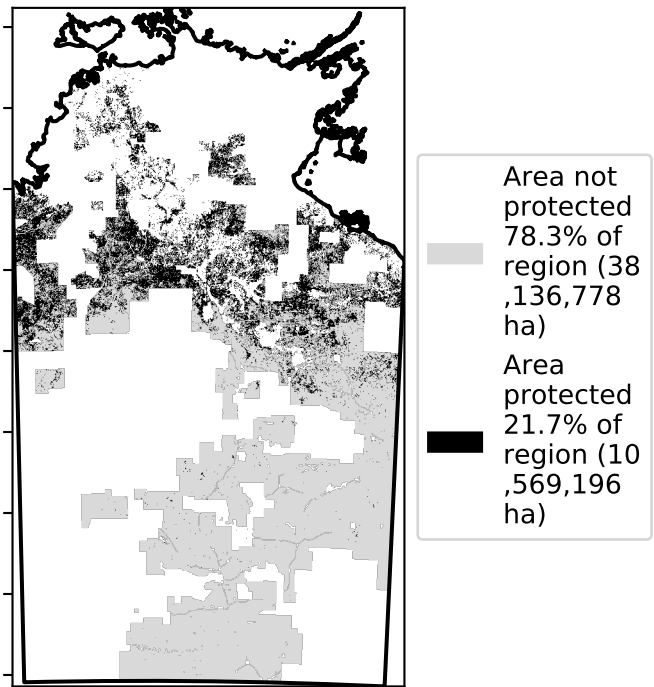 Area not
protected
78.3% of
region (38
,136,778
ha)
Area
protected
21.7% of
region (10
,569,196
ha)